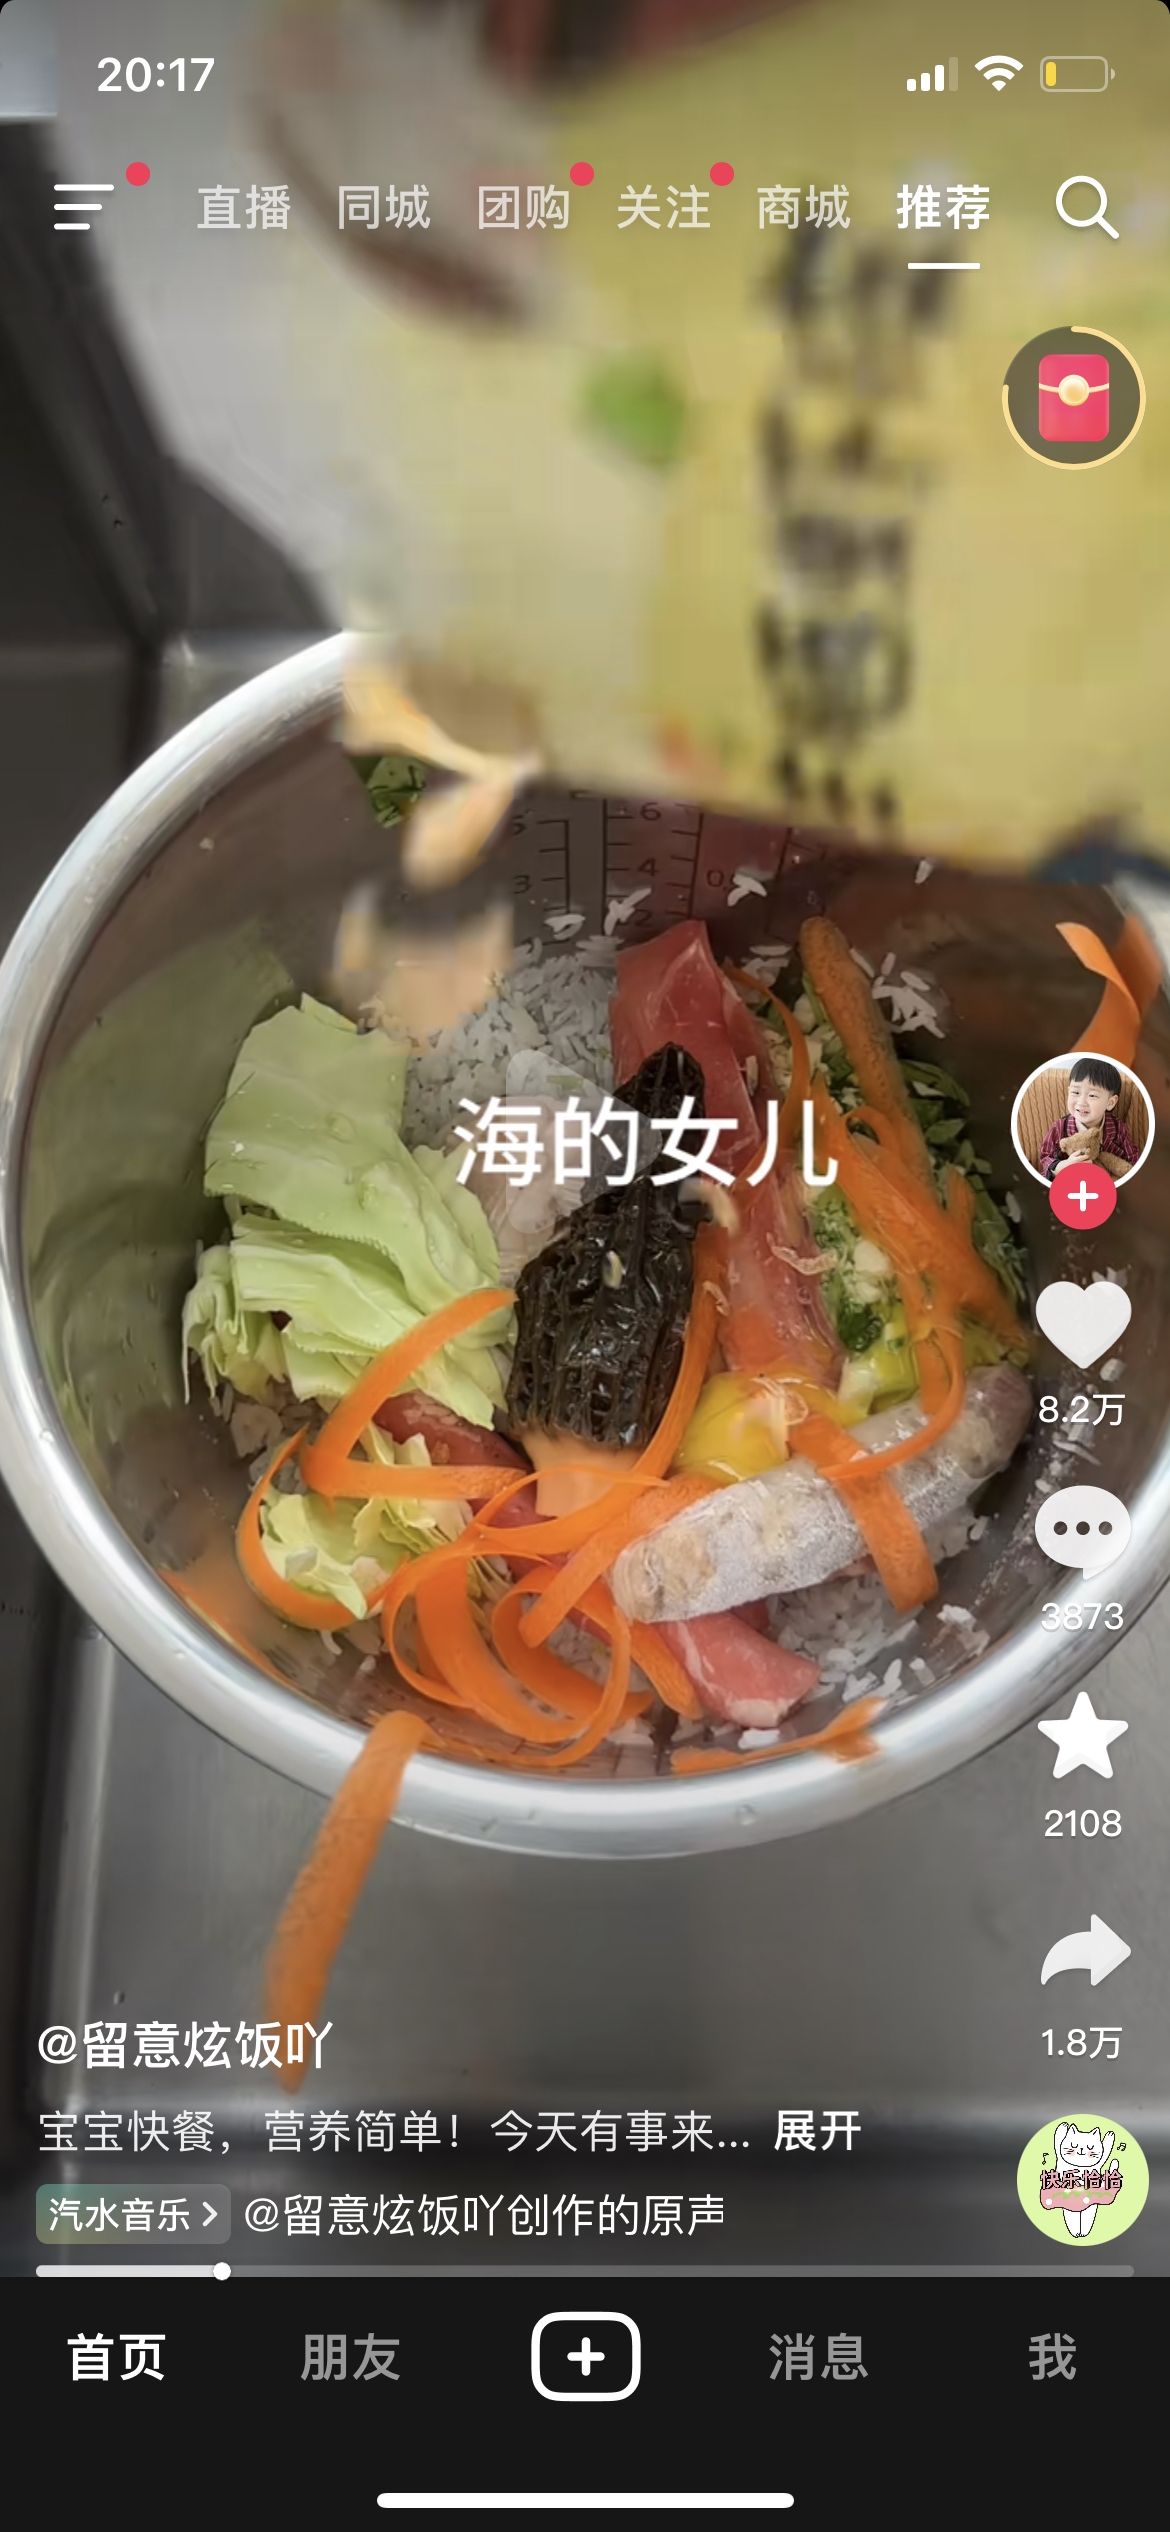 20:17
直播 同城 团购 关注 商城 推荐
6
4
3
海的女儿
8.2万
3873
2108
1.8万
@留意炫饭吖
宝宝快餐，营养简单！今天有事来... 展开
快乐恰恰
汽水音乐 @留意炫饭吖创作的原声
首页 朋友 消息 我